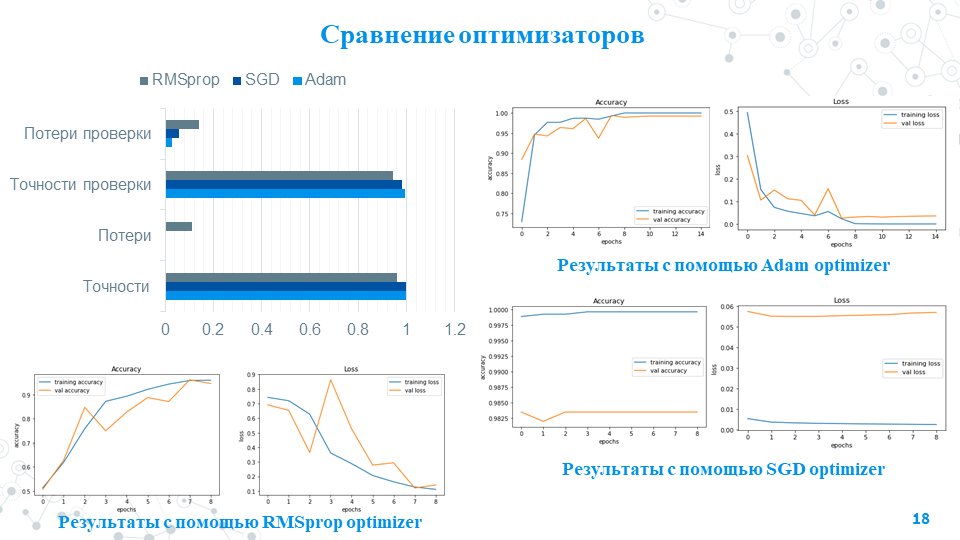 Сравнение оптимизаторов
RMSprop SGD Adam
Потери проверки
Точности проверки
Потери
Точности
0 0.2 0.4 0.6 0.8 1 1.2
Accuracy
1.00
0.95
0.90
0.85
0.80
0.75
accuracy
training accuracy
val accuracy
0 2 4 6 8 10 12 14
epochs
Loss
0.5
0.4
0.3
0.2
0.1
0.0
loss
training loss
val loss
0 2 4 6 8 10 12 14
epochs
Результаты с помощью Adam optimizer
Accuracy
1.0000
0.9975
0.9950
0.9925
0.9900
0.9875
0.9850
0.9825
accuracy
training accuracy
val accuracy
0 1 2 3 4 5 6 7 8
epochs
Loss
0.06
0.05
0.04
0.03
0.02
0.01
0.00
loss
training loss
val loss
0 1 2 3 4 5 6 7 8
epochs
Результаты с помощью SGD optimizer
Accuracy
0.9
0.8
0.7
0.6
0.5
accuracy
training accuracy
val accuracy
0 1 2 3 4 5 6 7 8
epochs
Loss
0.9
0.8
0.7
0.6
0.5
0.4
0.3
0.2
0.1
loss
training loss
val loss
0 1 2 3 4 5 6 7 8
epochs
Результаты с помощью RMSprop optimizer
18